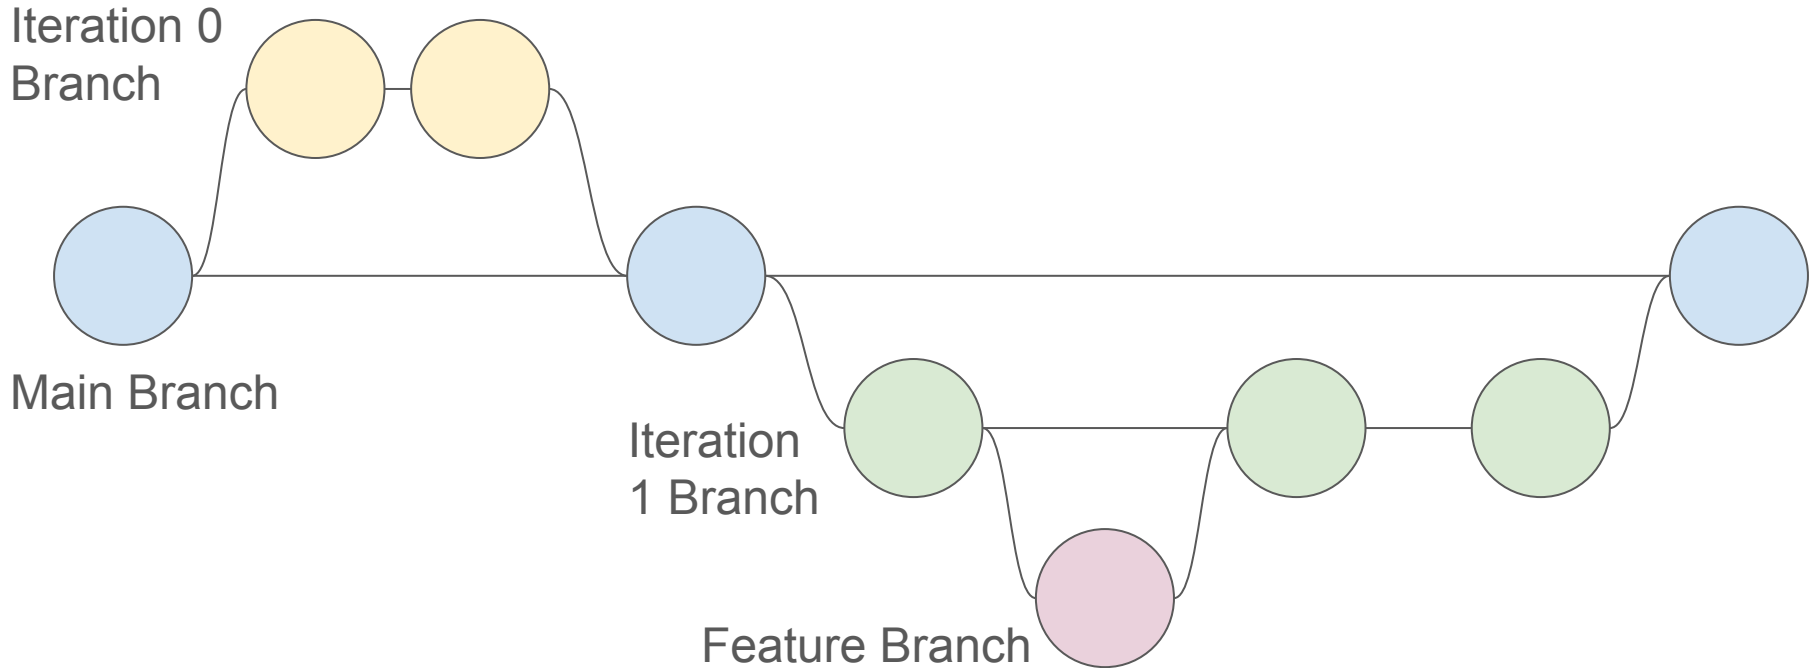 Iteration 0
Branch
Main Branch
Iteration
1 Branch
Feature Branch